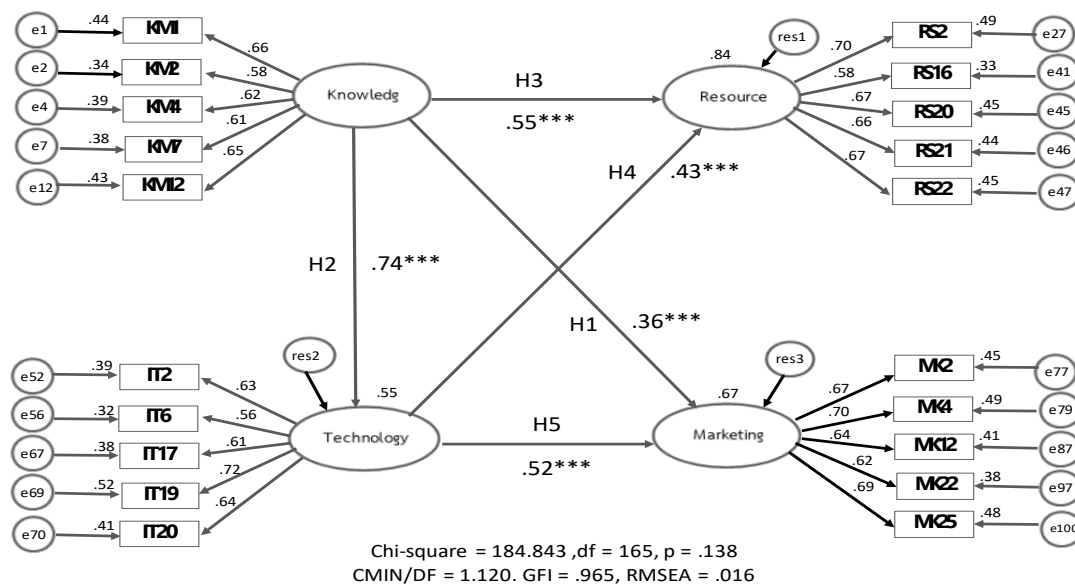 e1 .44 KM1
e2 .34 KM2
e4 .39 KM4
e7 .38 KM7
e12 .43 KM12
.66
.58
.62
.61
.65
Knowledg
H3
.55***
.84
res1
Resource
.70
.58
.67
.66
.67
RS2 .49 e27
RS16 .33 e41
RS20 .45 e45
RS21 .44 e46
RS22 .45 e47
H4
.43***
H2
.74***
H1
.36***
e52 .39 IT2
e56 .32 IT6
e67 .38 IT17
e69 .52 IT19
e70 .41 IT20
.63
.56
.61
.72
.64
res2
.55
Technology
H5
.52***
res3
.67
Marketing
.67
.70
.64
.62
.69
MK2 .45 e77
MK4 .49 e79
MK12 .41 e87
MK22 .38 e97
MK25 .48 e100
Chi-square = 184.843 ,df = 165, p = .138
CMIN/DF = 1.120. GFI = .965, RMSEA = .016